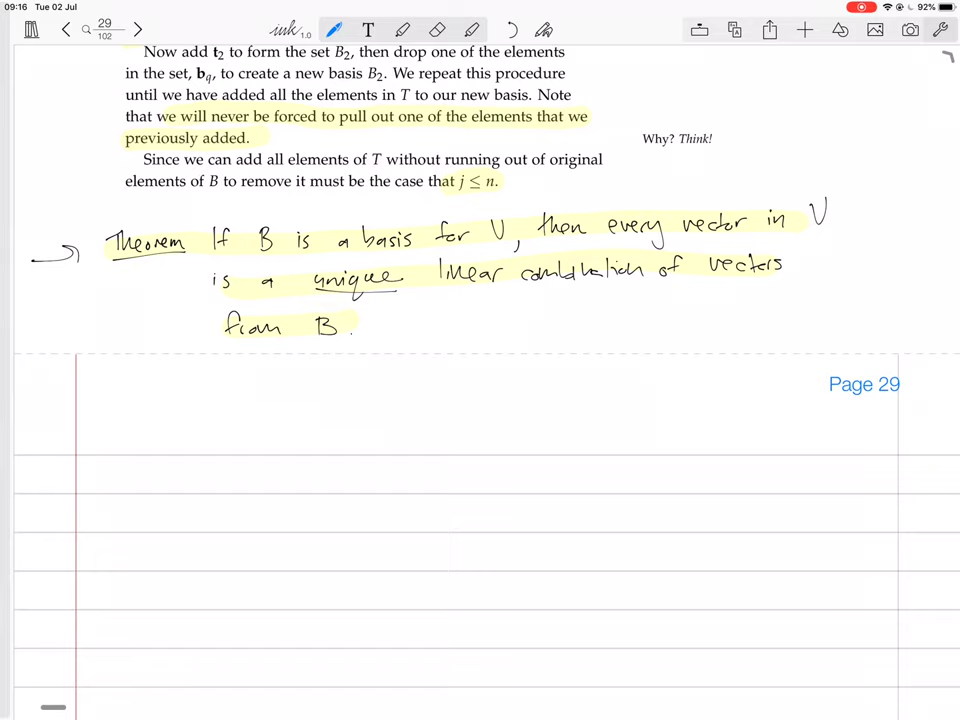 09:16 Tue 02 Jul 92%
29
102
ink 1.0 T
Now add t₂ to form the set B₂, then drop one of the elements
in the set, b_q, to create a new basis B₂. We repeat this procedure
until we have added all the elements in T to our new basis. Note
that we will never be forced to pull out one of the elements that we
previously added.
Why? Think!
Since we can add all elements of T without running out of original
elements of B to remove it must be the case that j ≤ n.
Theorem If B is a basis for V, then every vector in V
is a unique linear combination of vectors
from B.
Page 29